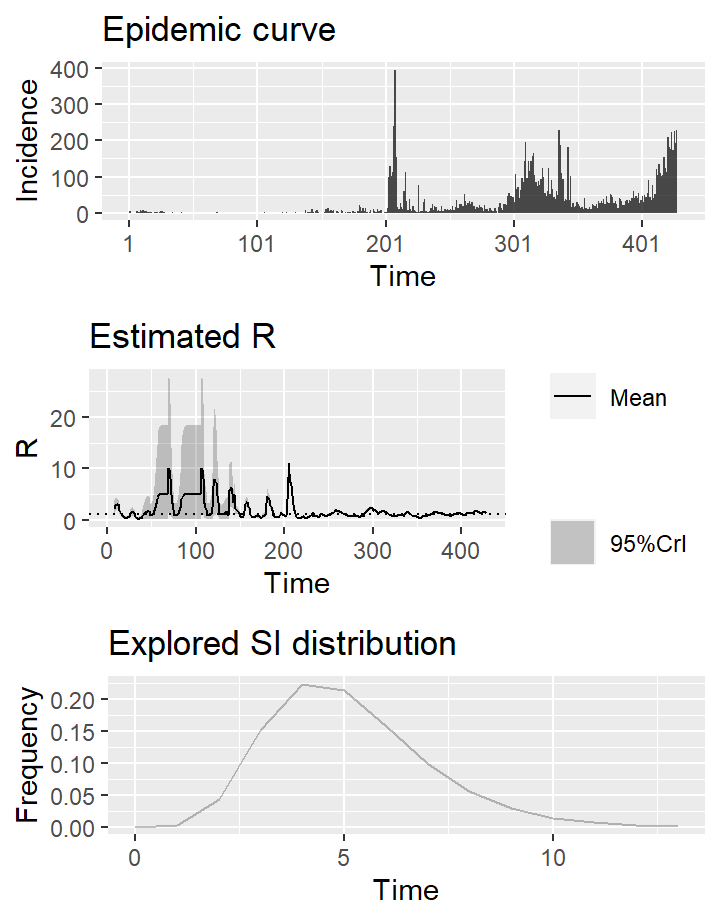 Epidemic curve
Incidence
400
300
200
100
0
1 101 201 301 401
Time
Estimated R
R
20
10
0
0 100 200 300 400
Time
Mean
95%CrI
Explored SI distribution
Frequency
0.20
0.15
0.10
0.05
0.00
0 5 10
Time